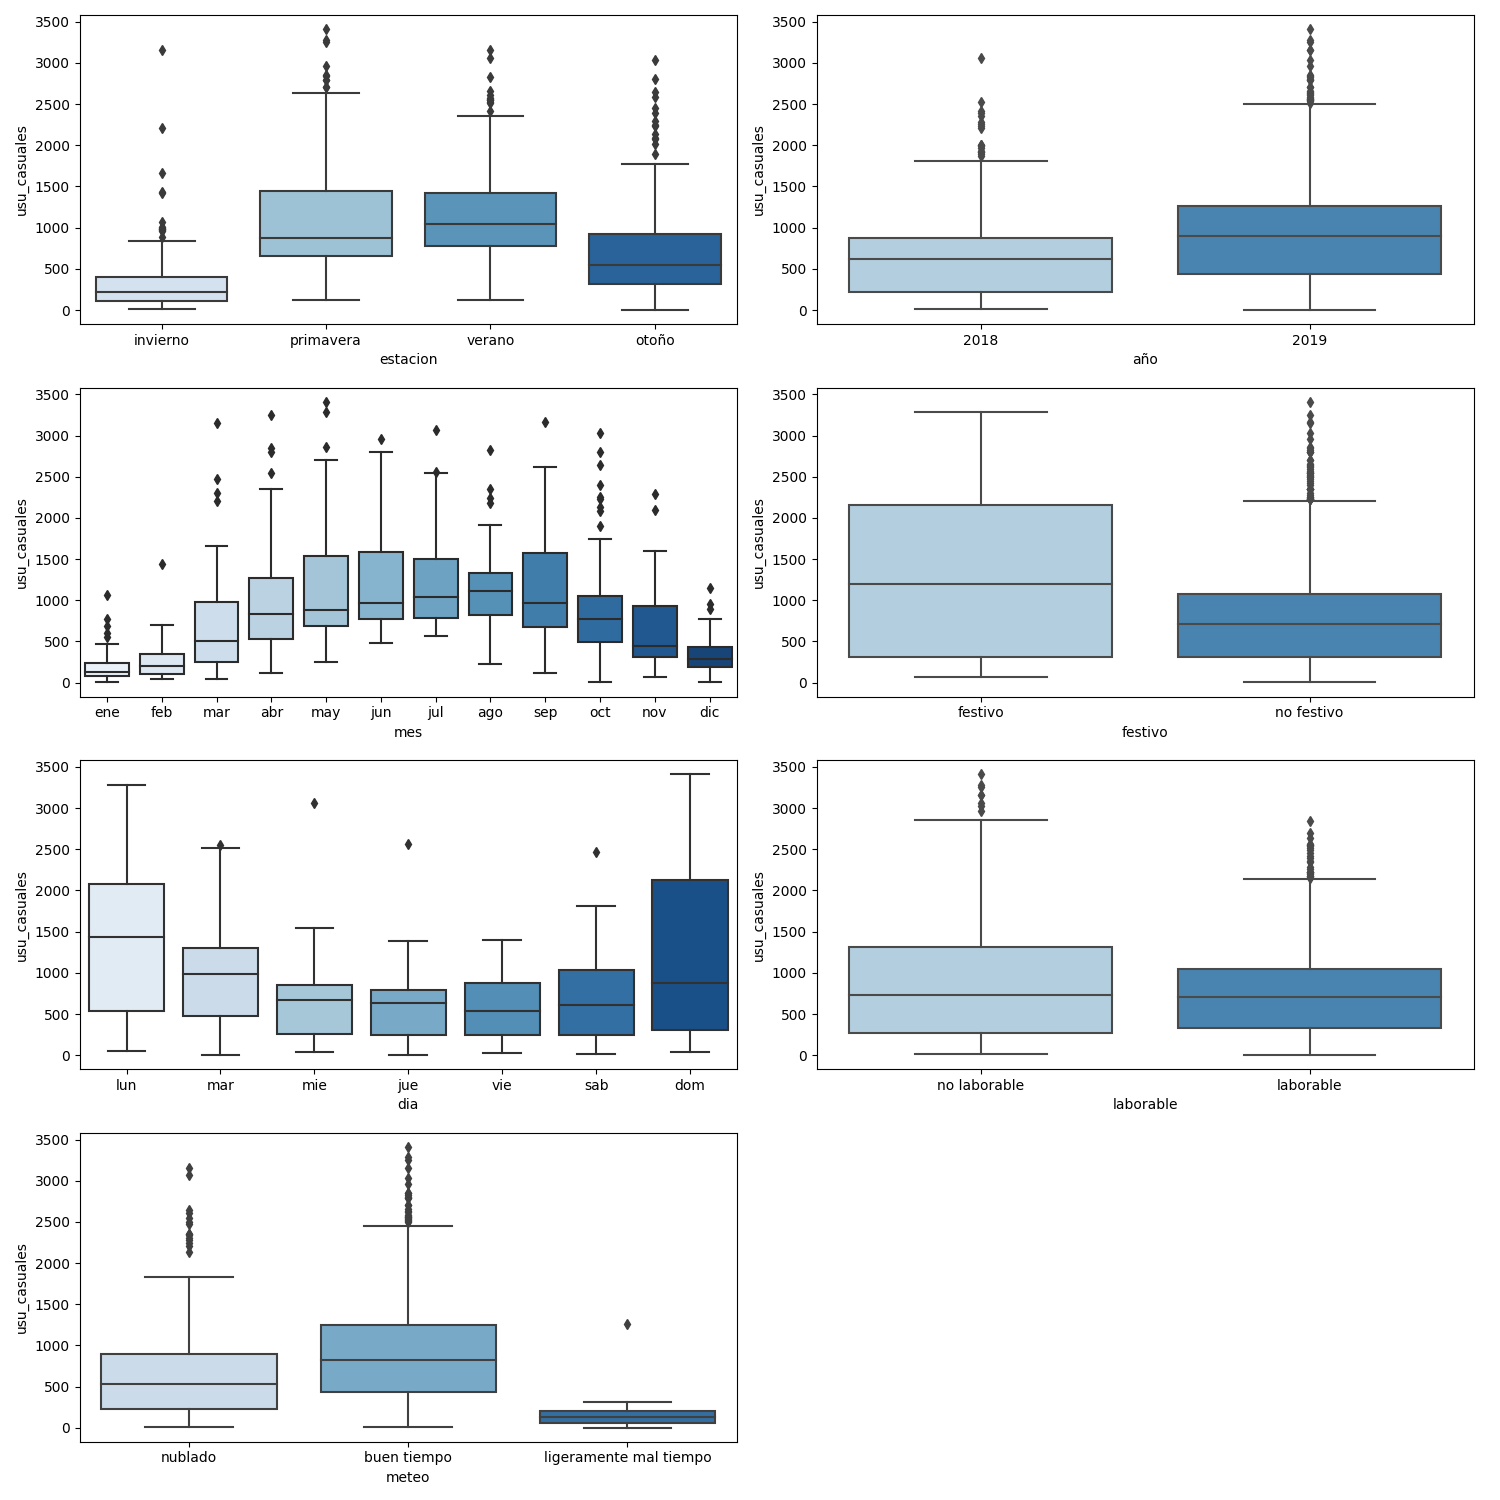 3500
3000
2500
2000
1500
1000
500
0
usu_casuales
invierno primavera verano otoño
estacion
3500
3000
2500
2000
1500
1000
500
0
usu_casuales
2018 2019
año
3500
3000
2500
2000
1500
1000
500
0
usu_casuales
ene feb mar abr may jun jul ago sep oct nov dic
mes
3500
3000
2500
2000
1500
1000
500
0
usu_casuales
festivo no festivo
festivo
3500
3000
2500
2000
1500
1000
500
0
usu_casuales
lun mar mie jue vie sab dom
dia
3500
3000
2500
2000
1500
1000
500
0
usu_casuales
no laborable laborable
laborable
3500
3000
2500
2000
1500
1000
500
0
usu_casuales
nublado buen tiempo ligeramente mal tiempo
meteo